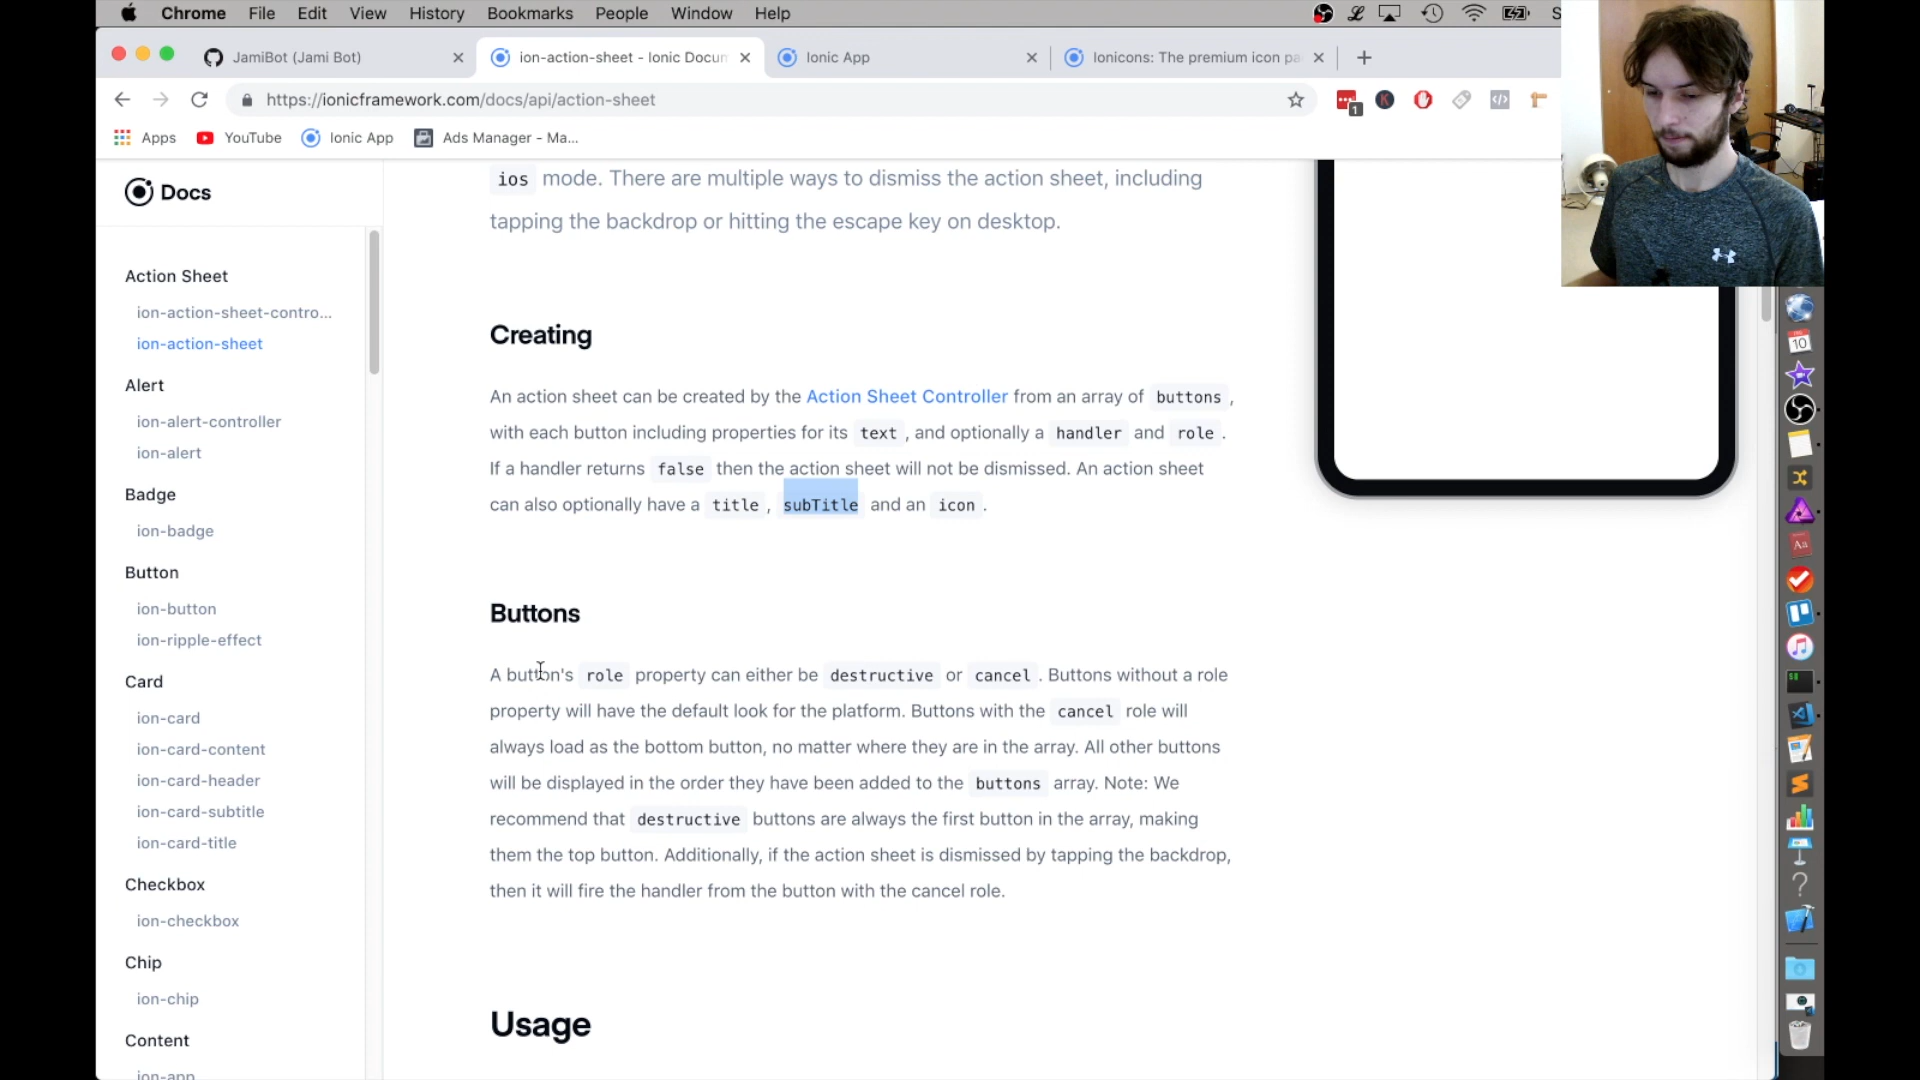 Chrome File Edit View History Bookmarks People Window Help
JamiBot (Jami Bot)
ion-action-sheet - Ionic Docum
Ionic App
Ionicons: The premium icon pa
https://ionicframework.com/docs/api/action-sheet
1
Apps YouTube Ionic App Ads Manager - Ma...
Docs
Action Sheet
ion-action-sheet-contro...
ion-action-sheet
Alert
ion-alert-controller
ion-alert
Badge
ion-badge
Button
ion-button
ion-ripple-effect
Card
ion-card
ion-card-content
ion-card-header
ion-card-subtitle
ion-card-title
Checkbox
ion-checkbox
Chip
ion-chip
Content
ion-app
ios mode. There are multiple ways to dismiss the action sheet, including
tapping the backdrop or hitting the escape key on desktop.
Creating
An action sheet can be created by the Action Sheet Controller from an array of buttons ,
with each button including properties for its text , and optionally a handler and role .
If a handler returns false then the action sheet will not be dismissed. An action sheet
can also optionally have a title , subTitle and an icon .
Buttons
A button's role property can either be destructive or cancel . Buttons without a role
property will have the default look for the platform. Buttons with the cancel role will
always load as the bottom button, no matter where they are in the array. All other buttons
will be displayed in the order they have been added to the buttons array. Note: We
recommend that destructive buttons are always the first button in the array, making
them the top button. Additionally, if the action sheet is dismissed by tapping the backdrop,
then it will fire the handler from the button with the cancel role.
Usage
10
Aa